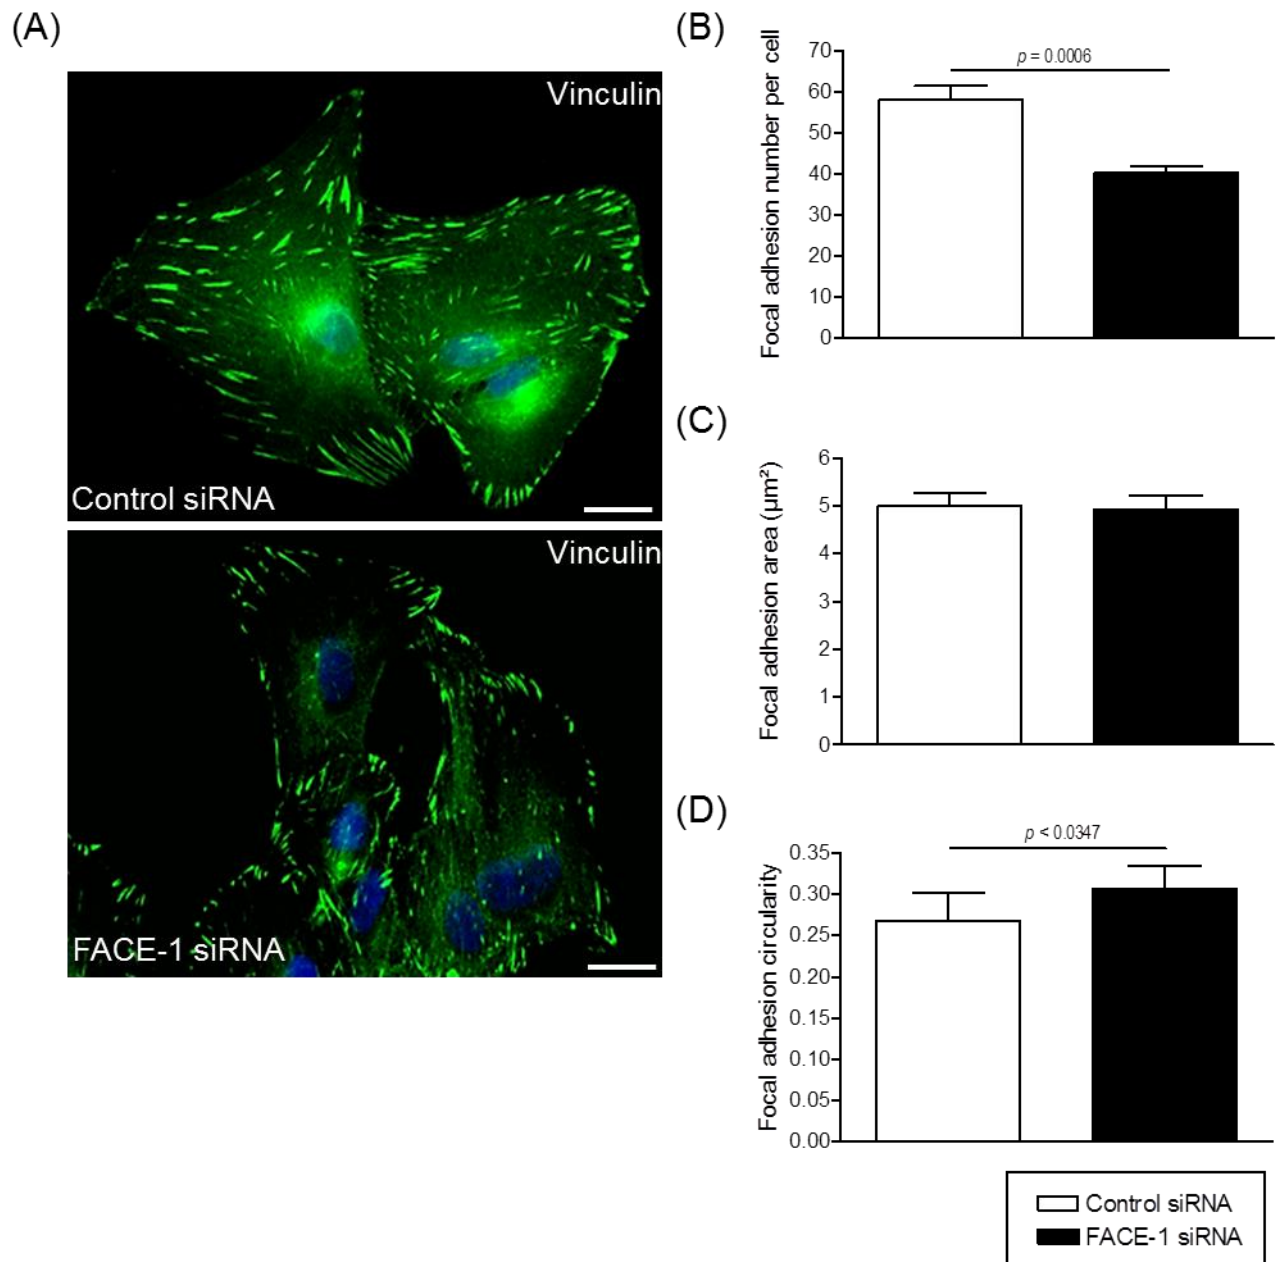 (A)
Vinculin
Control siRNA
Vinculin
FACE-1 siRNA
(B)
Focal adhesion number per cell
70
60
50
40
30
20
10
0
p = 0.0006
(C)
Focal adhesion area (µm²)
6
5
4
3
2
1
0
(D)
Focal adhesion circularity
0.35
0.30
0.25
0.20
0.15
0.10
0.05
0.00
p < 0.0347
Control siRNA
FACE-1 siRNA